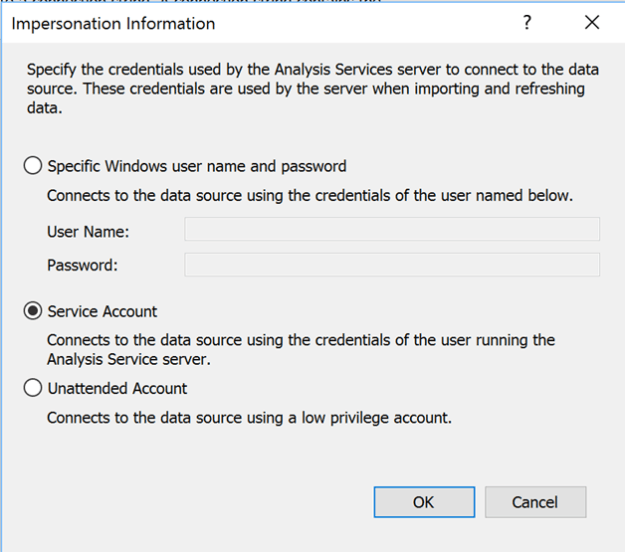 Impersonation Information
?
Specify the credentials used by the Analysis Services server to connect to the data
source. These credentials are used by the server when importing and refreshing
data.
Specific Windows user name and password
Connects to the data source using the credentials of the user named below.
User Name:
Password:
Service Account
Connects to the data source using the credentials of the user running the
Analysis Service server.
Unattended Account
Connects to the data source using a low privilege account.
OK
Cancel